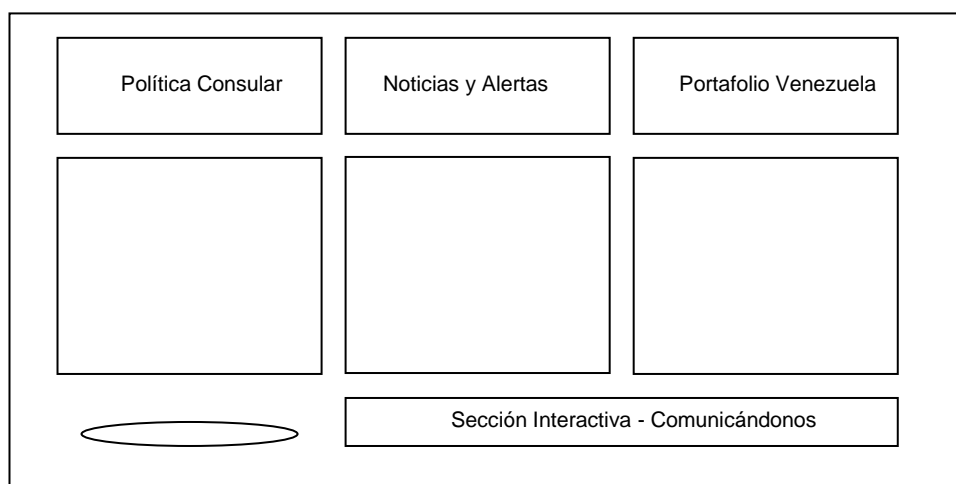 Política Consular
Noticias y Alertas
Portafolio Venezuela
Sección Interactiva - Comunicándonos